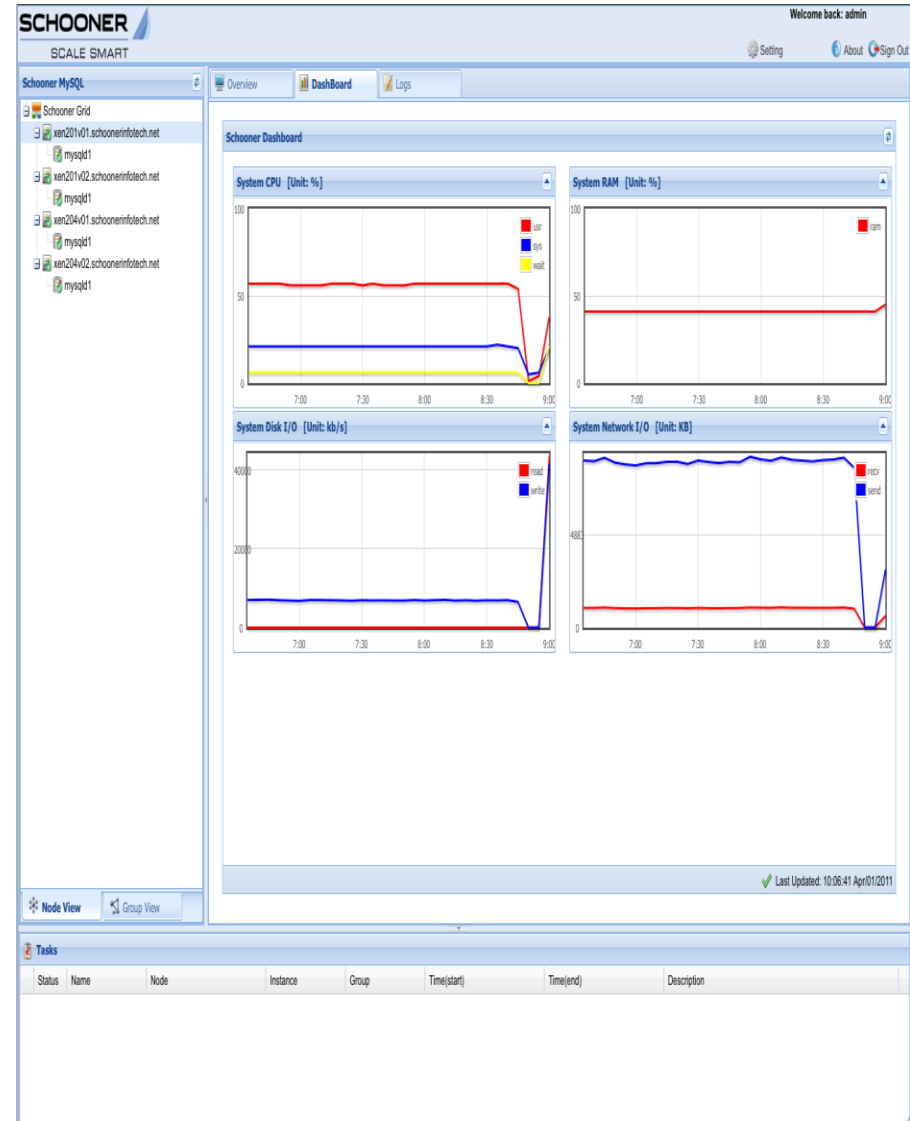 SCHOONER
SCALE SMART
Welcome back: admin
Setting
About
Sign Out
Schooner MySQL
Schooner Grid
xen201v01.schoonerinfotech.net
mysqld1
xen201v02.schoonerinfotech.net
mysqld1
xen204v01.schoonerinfotech.net
mysqld1
xen204v02.schoonerinfotech.net
mysqld1
Node View
Group View
Overview
DashBoard
Logs
Schooner Dashboard
System CPU [Unit: %]
100
50
0
usr
sys
wait
7:00 7:30 8:00 8:30 9:00
System RAM [Unit: %]
100
50
0
ram
7:00 7:30 8:00 8:30 9:00
System Disk I/O [Unit: kb/s]
40000
20000
0
read
write
7:00 7:30 8:00 8:30 9:00
System Network I/O [Unit: KB]
4883
0
recv
send
7:00 7:30 8:00 8:30 9:00
Last Updated: 10:06:41 Apr/01/2011
Tasks
Status Name Node Instance Group Time(start) Time(end) Description